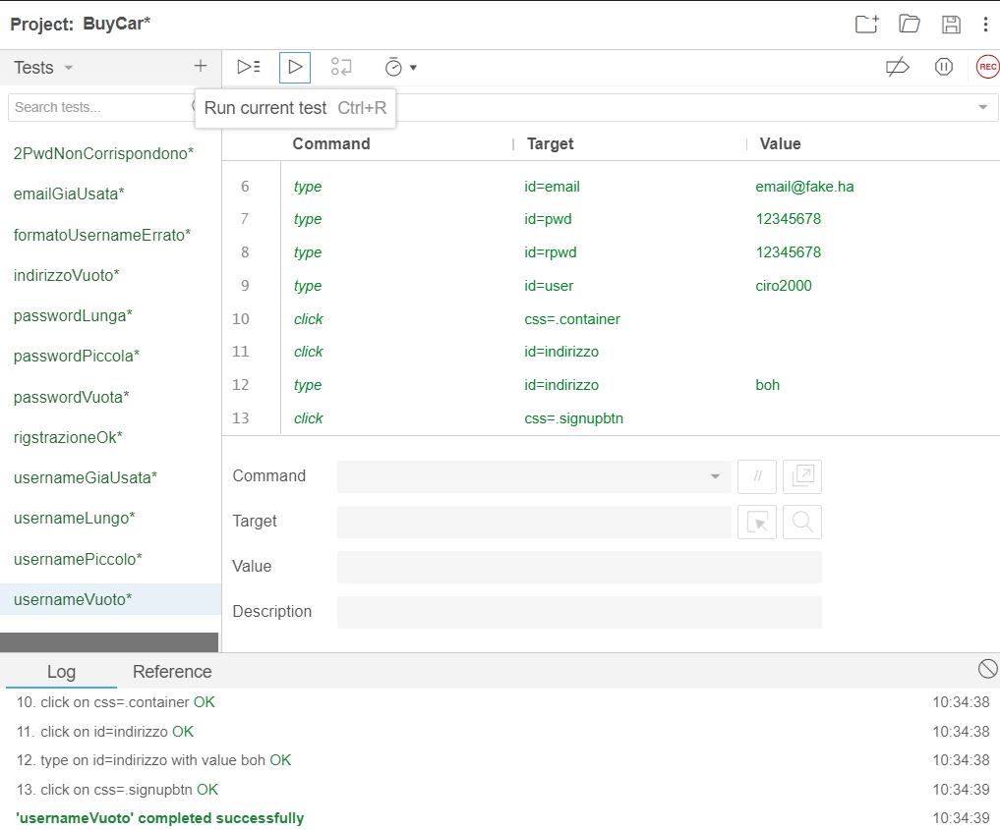 Project: BuyCar*
Tests
REC
Search tests...
Run current test Ctrl+R
Command Target Value
2PwdNonCorrispondono*
emailGiaUsata*
formatoUsernameErrato*
indirizzoVuoto*
passwordLunga*
passwordPiccola*
passwordVuota*
rigstrazioneOk*
usernameGiaUsata*
usernameLungo*
usernamePiccolo*
usernameVuoto*
6 type id=email email@fake.ha
7 type id=pwd 12345678
8 type id=rpwd 12345678
9 type id=user ciro2000
10 click css=.container
11 click id=indirizzo
12 type id=indirizzo boh
13 click css=.signupbtn
Command //
Target
Value
Description
Log Reference
10. click on css=.container OK 10:34:38
11. click on id=indirizzo OK 10:34:38
12. type on id=indirizzo with value boh OK 10:34:38
13. click on css=.signupbtn OK 10:34:39
'usernameVuoto' completed successfully 10:34:39